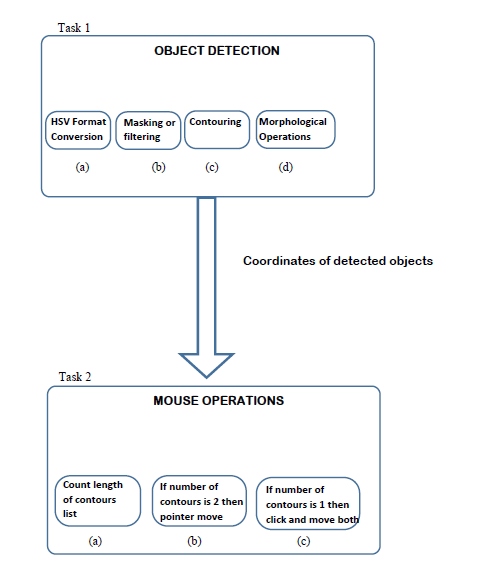 Task 1
OBJECT DETECTION
HSV Format
Conversion
Masking or
filtering
Contouring
Morphological
Operations
(a)
(b)
(c)
(d)
Coordinates of detected objects
Task 2
MOUSE OPERATIONS
Count length
of contours
list
If number of
contours is 2 then
pointer move
If number of
contours is 1 then
click and move both
(a)
(b)
(c)